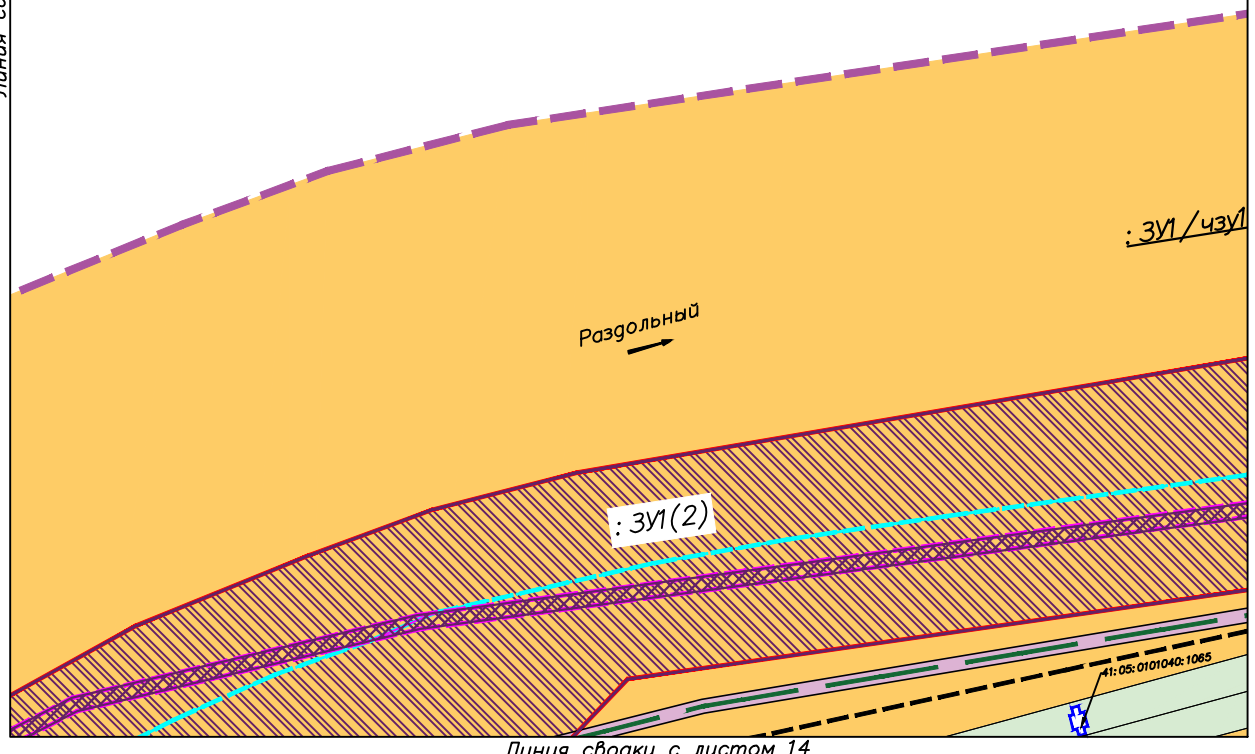 : ЗУ1/чзу1
Раздольный
: ЗУ1(2)
41:05:0101040:1065
Линия сводки с листом 14